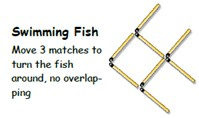 Swimming Fish
Move 3 matches to
turn the fish
around, no overlap-
ping